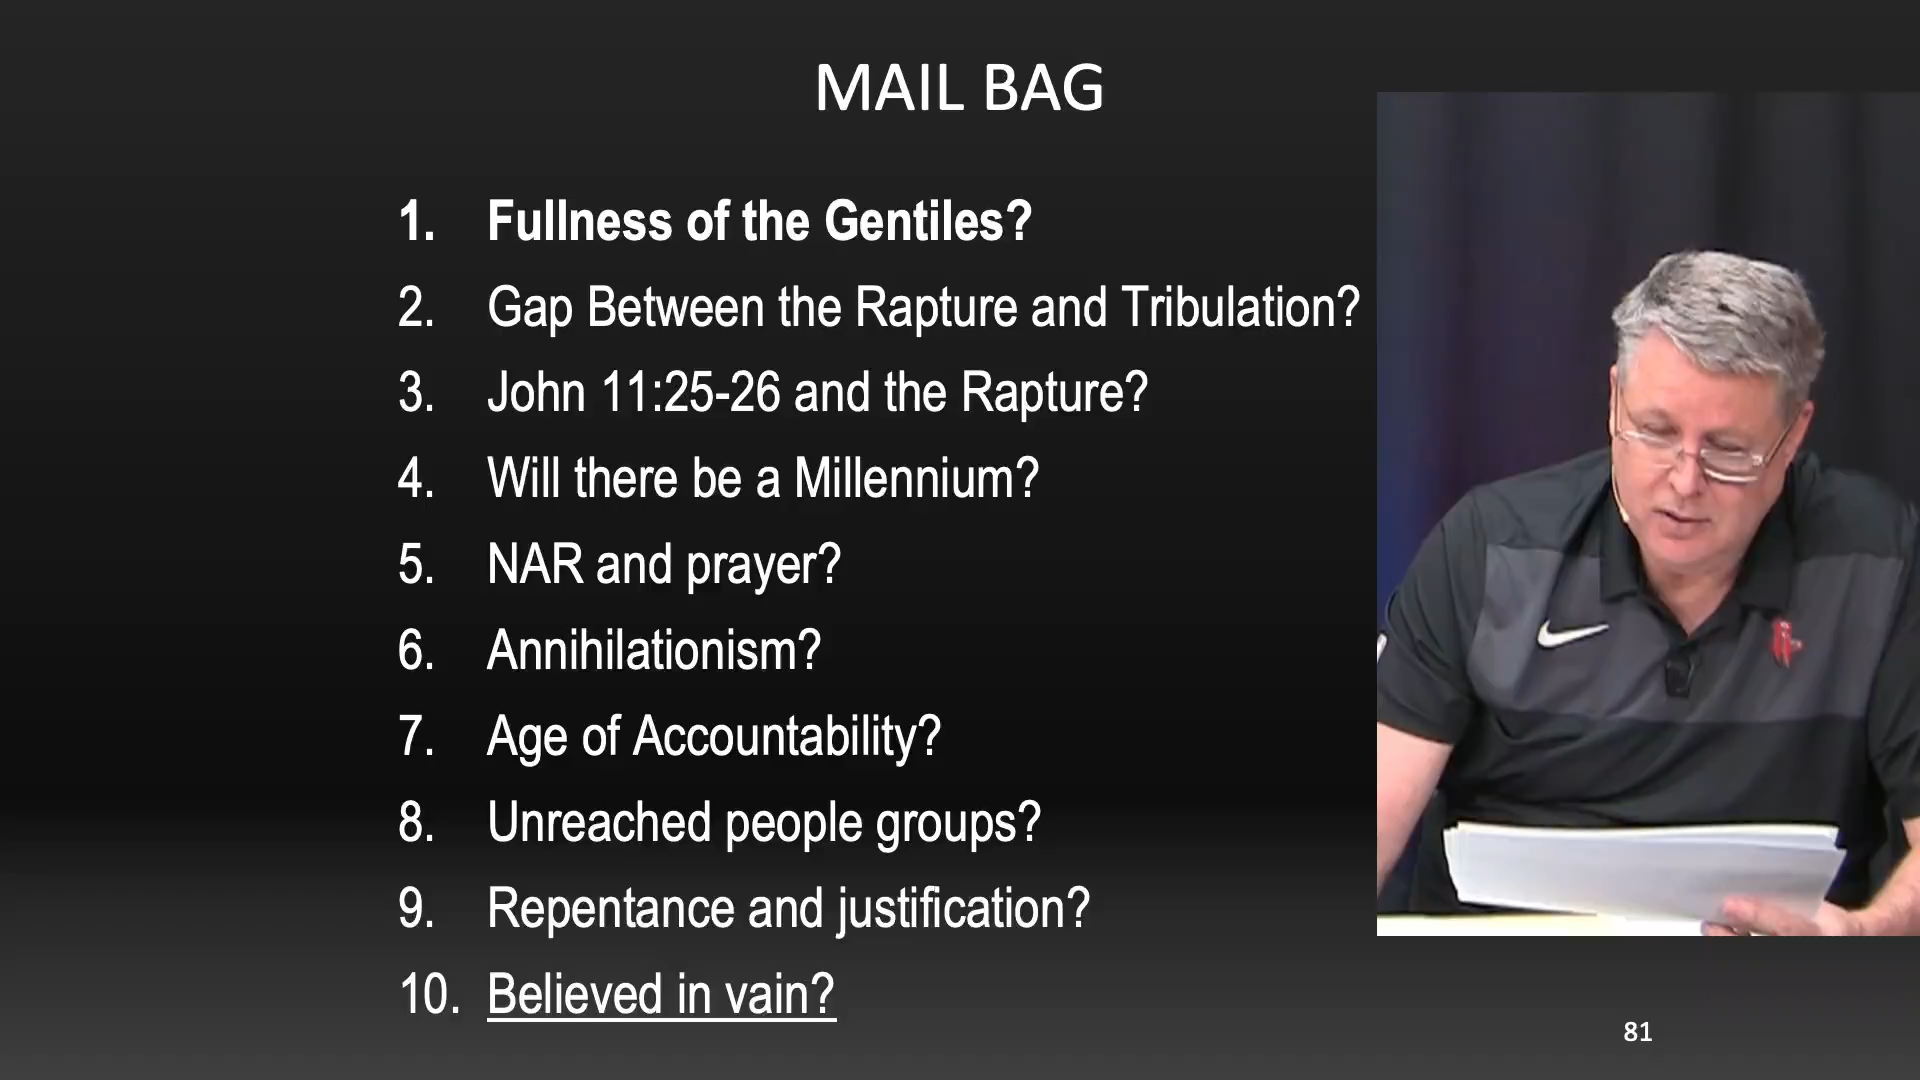 MAIL BAG
1. Fullness of the Gentiles?
2. Gap Between the Rapture and Tribulation?
3. John 11:25-26 and the Rapture?
4. Will there be a Millennium?
5. NAR and prayer?
6. Annihilationism?
7. Age of Accountability?
8. Unreached people groups?
9. Repentance and justification?
10. Believed in vain?
81